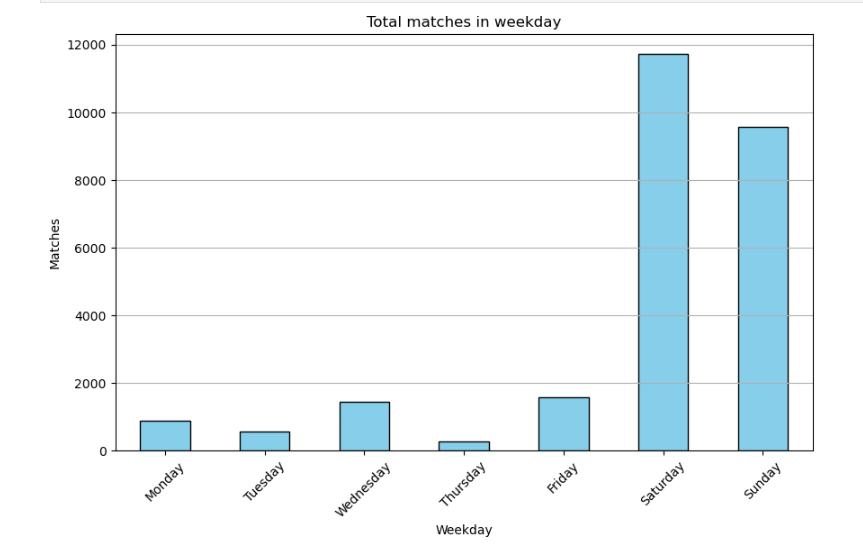 Total matches in weekday
12000
10000
8000
6000
4000
2000
0
Matches
Monday
Tuesday
Wednesday
Thursday
Friday
Saturday
Sunday
Weekday